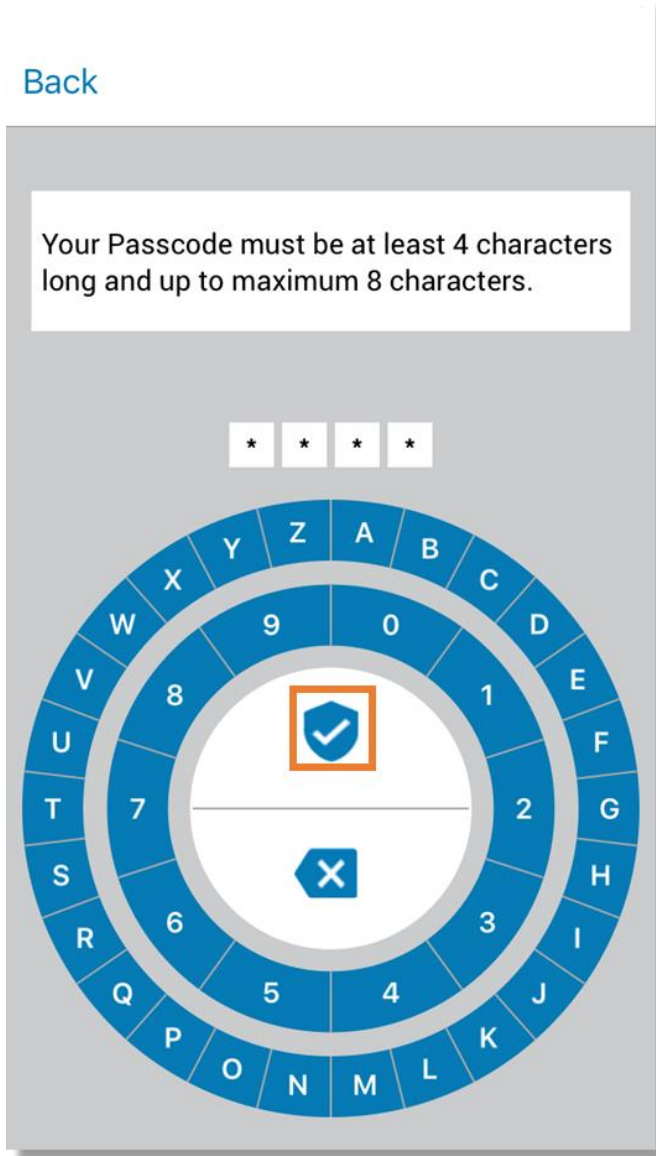 Back
Your Passcode must be at least 4 characters
long and up to maximum 8 characters.
* * * *
A
B
C
D
E
F
G
H
I
J
K
L
M
N
O
P
Q
R
S
T
U
V
W
X
Y
Z
0
1
2
3
4
5
6
7
8
9